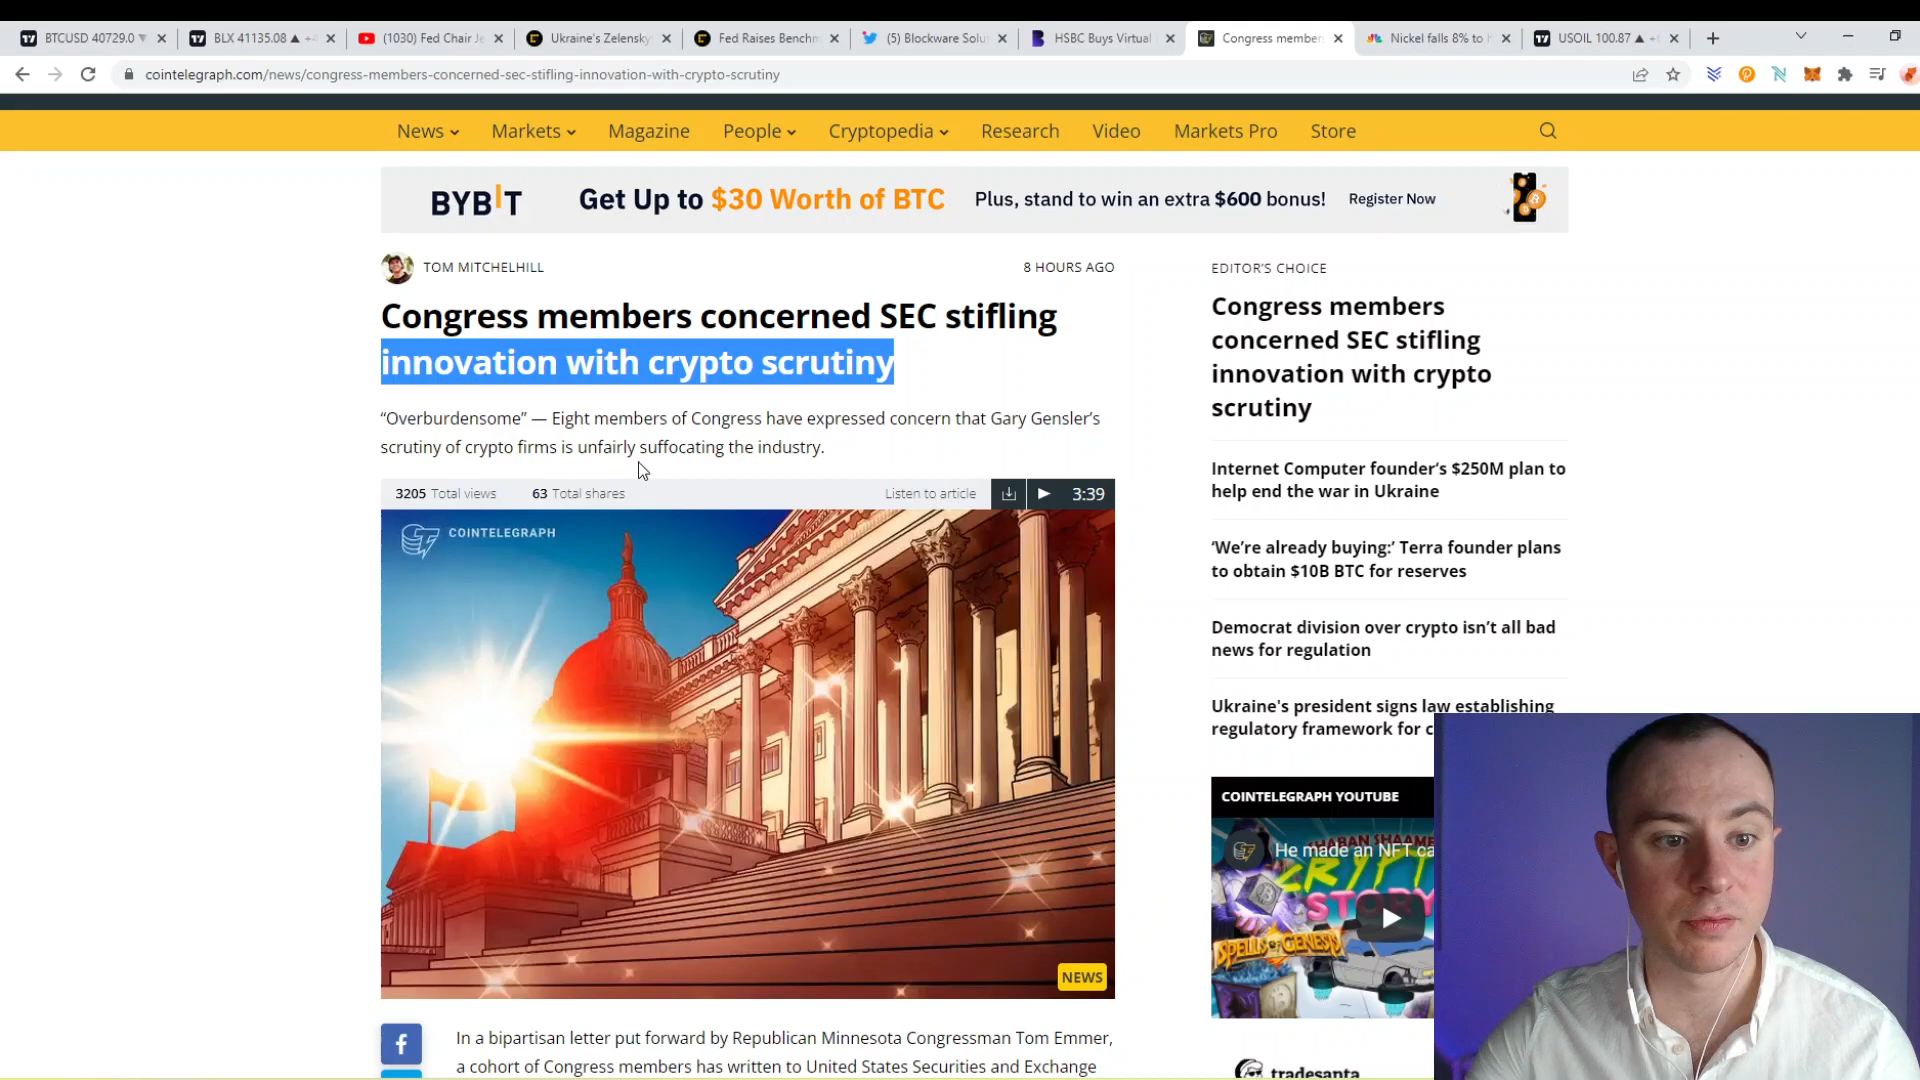 BTCUSD 40729.0
BLX 41135.08
(1030) Fed Chair Je
Ukraine's Zelensky
Fed Raises Benchm
(5) Blockware Solu
HSBC Buys Virtual
Congress member
Nickel falls 8% to
USOIL 100.87
cointelegraph.com/news/congress-members-concerned-sec-stifling-innovation-with-crypto-scrutiny
News
Markets
Magazine
People
Cryptopedia
Research
Video
Markets Pro
Store
BYBIT
Get Up to $30 Worth of BTC
Plus, stand to win an extra $600 bonus!
Register Now
TOM MITCHELHILL
8 HOURS AGO
Congress members concerned SEC stifling
innovation with crypto scrutiny
“Overburdensome” — Eight members of Congress have expressed concern that Gary Gensler’s
scrutiny of crypto firms is unfairly suffocating the industry.
3205 Total views
63 Total shares
Listen to article
3:39
COINTELEGRAPH
NEWS
In a bipartisan letter put forward by Republican Minnesota Congressman Tom Emmer,
a cohort of Congress members has written to United States Securities and Exchange
EDITOR’S CHOICE
Congress members
concerned SEC stifling
innovation with crypto
scrutiny
Internet Computer founder’s $250M plan to
help end the war in Ukraine
‘We’re already buying:’ Terra founder plans
to obtain $10B BTC for reserves
Democrat division over crypto isn’t all bad
news for regulation
Ukraine's president signs law establishing
regulatory framework for c
COINTELEGRAPH YOUTUBE
He made an NFT ca
CRYPT
STORY
SPELLS OF GENESIS
tradesanta